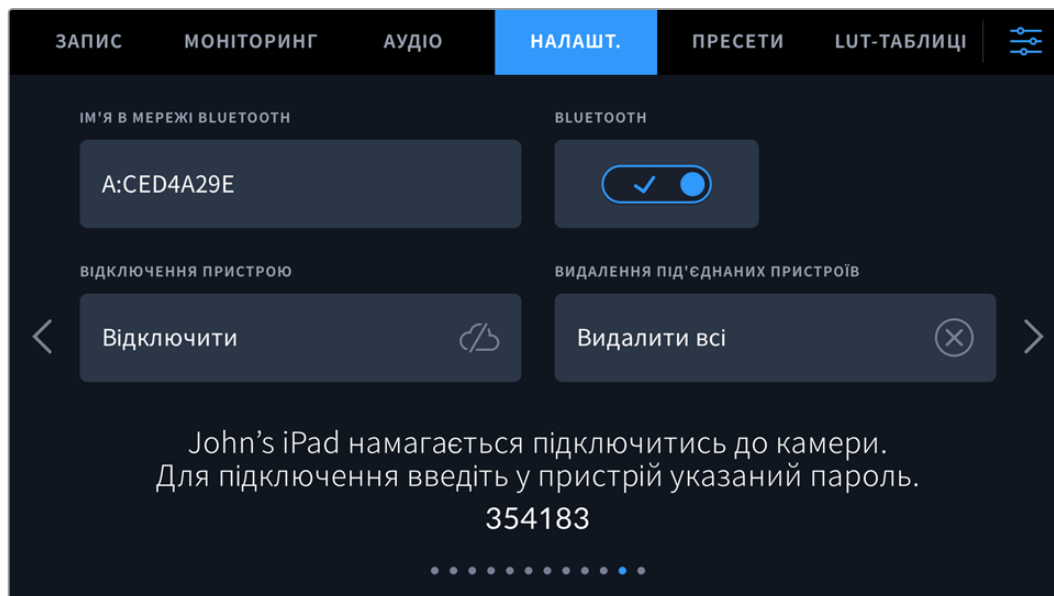 ЗАПИС МОНІТОРИНГ АУДІО НАЛАШТ. ПРЕСЕТИ LUT-ТАБЛИЦІ
ІМ'Я В МЕРЕЖІ BLUETOOTH BLUETOOTH
A:CED4A29E
ВІДКЛЮЧЕННЯ ПРИСТРОЮ ВИДАЛЕННЯ ПІД'ЄДНАНИХ ПРИСТРОЇВ
Відключити Видалити всі
John’s iPad намагається підключитись до камери.
Для підключення введіть у пристрій указаний пароль.
354183